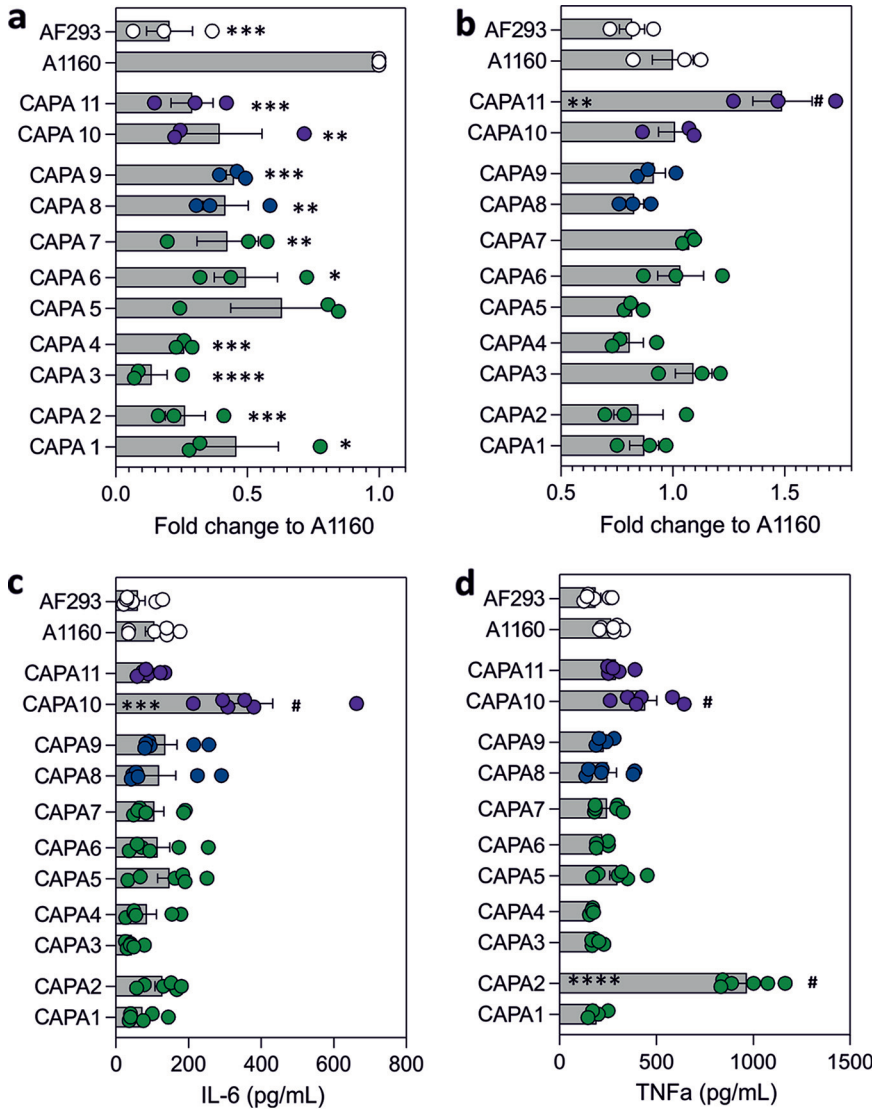 a
AF293 ***
A1160
CAPA 11 ***
CAPA 10 **
CAPA 9 ***
CAPA 8 **
CAPA 7 **
CAPA 6 *
CAPA 5
CAPA 4 ***
CAPA 3 ****
CAPA 2 ***
CAPA 1 *
0.0 0.5 1.0
Fold change to A1160
b
AF293
A1160
CAPA11 ** #
CAPA10
CAPA9
CAPA8
CAPA7
CAPA6
CAPA5
CAPA4
CAPA3
CAPA2
CAPA1
0.5 1.0 1.5
Fold change to A1160
c
AF293
A1160
CAPA11
CAPA10 *** #
CAPA9
CAPA8
CAPA7
CAPA6
CAPA5
CAPA4
CAPA3
CAPA2
CAPA1
0 200 400 600 800
IL-6 (pg/mL)
d
AF293
A1160
CAPA11
CAPA10 #
CAPA9
CAPA8
CAPA7
CAPA6
CAPA5
CAPA4
CAPA3
CAPA2 **** #
CAPA1
0 500 1000 1500
TNFa (pg/mL)